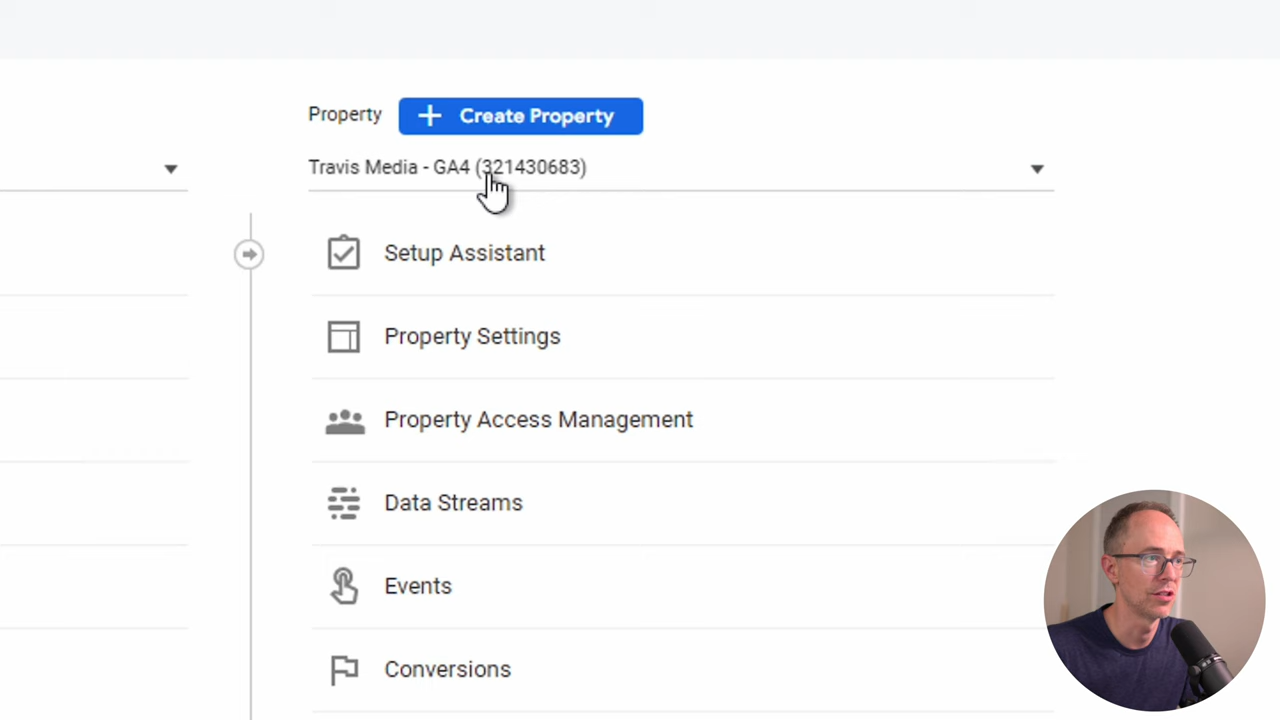 Property
+ Create Property
Travis Media - GA4 (321430683)
Setup Assistant
Property Settings
Property Access Management
Data Streams
Events
Conversions